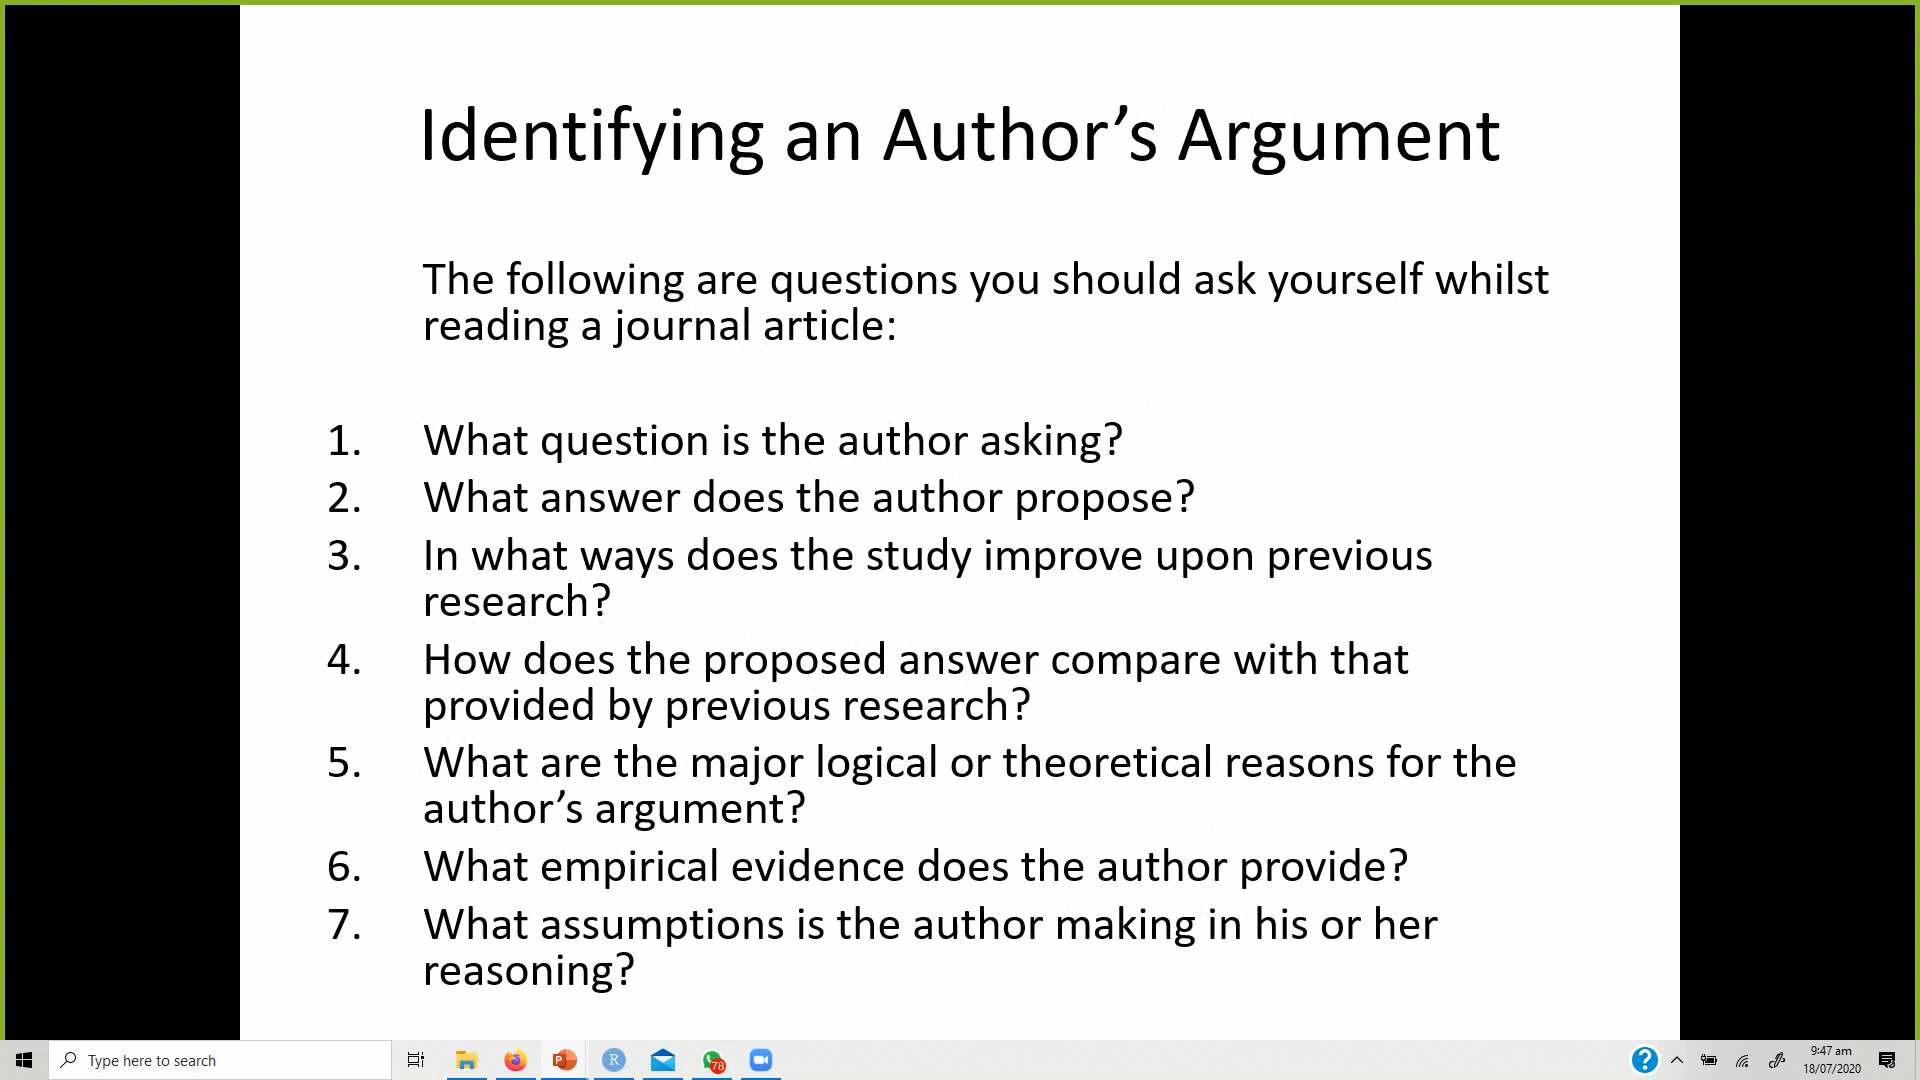 Identifying an Author’s Argument
The following are questions you should ask yourself whilst
reading a journal article:
1. What question is the author asking?
2. What answer does the author propose?
3. In what ways does the study improve upon previous
research?
4. How does the proposed answer compare with that
provided by previous research?
5. What are the major logical or theoretical reasons for the
author’s argument?
6. What empirical evidence does the author provide?
7. What assumptions is the author making in his or her
reasoning?
Type here to search
P
R
78
?
9:47 am
18/07/2020